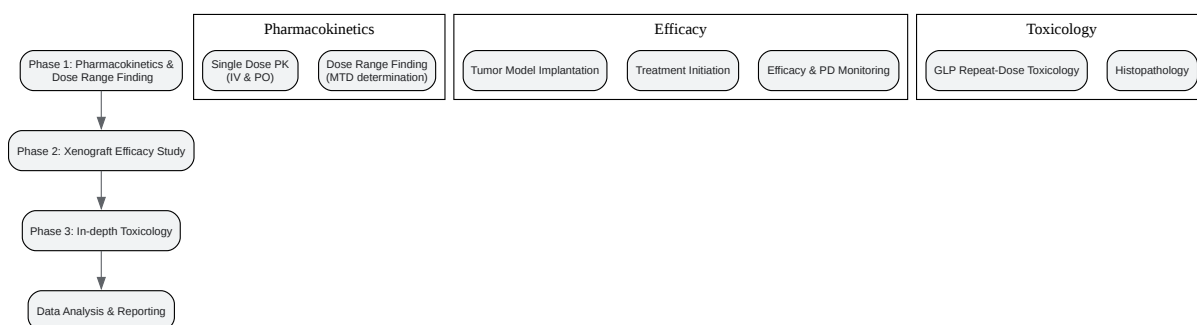 Pharmacokinetics
Efficacy
Toxicology
Phase 1: Pharmacokinetics &
Dose Range Finding
Single Dose PK
(IV & PO)
Dose Range Finding
(MTD determination)
Tumor Model Implantation
Treatment Initiation
Efficacy & PD Monitoring
GLP Repeat-Dose Toxicology
Histopathology
Phase 2: Xenograft Efficacy Study
Phase 3: In-depth Toxicology
Data Analysis & Reporting